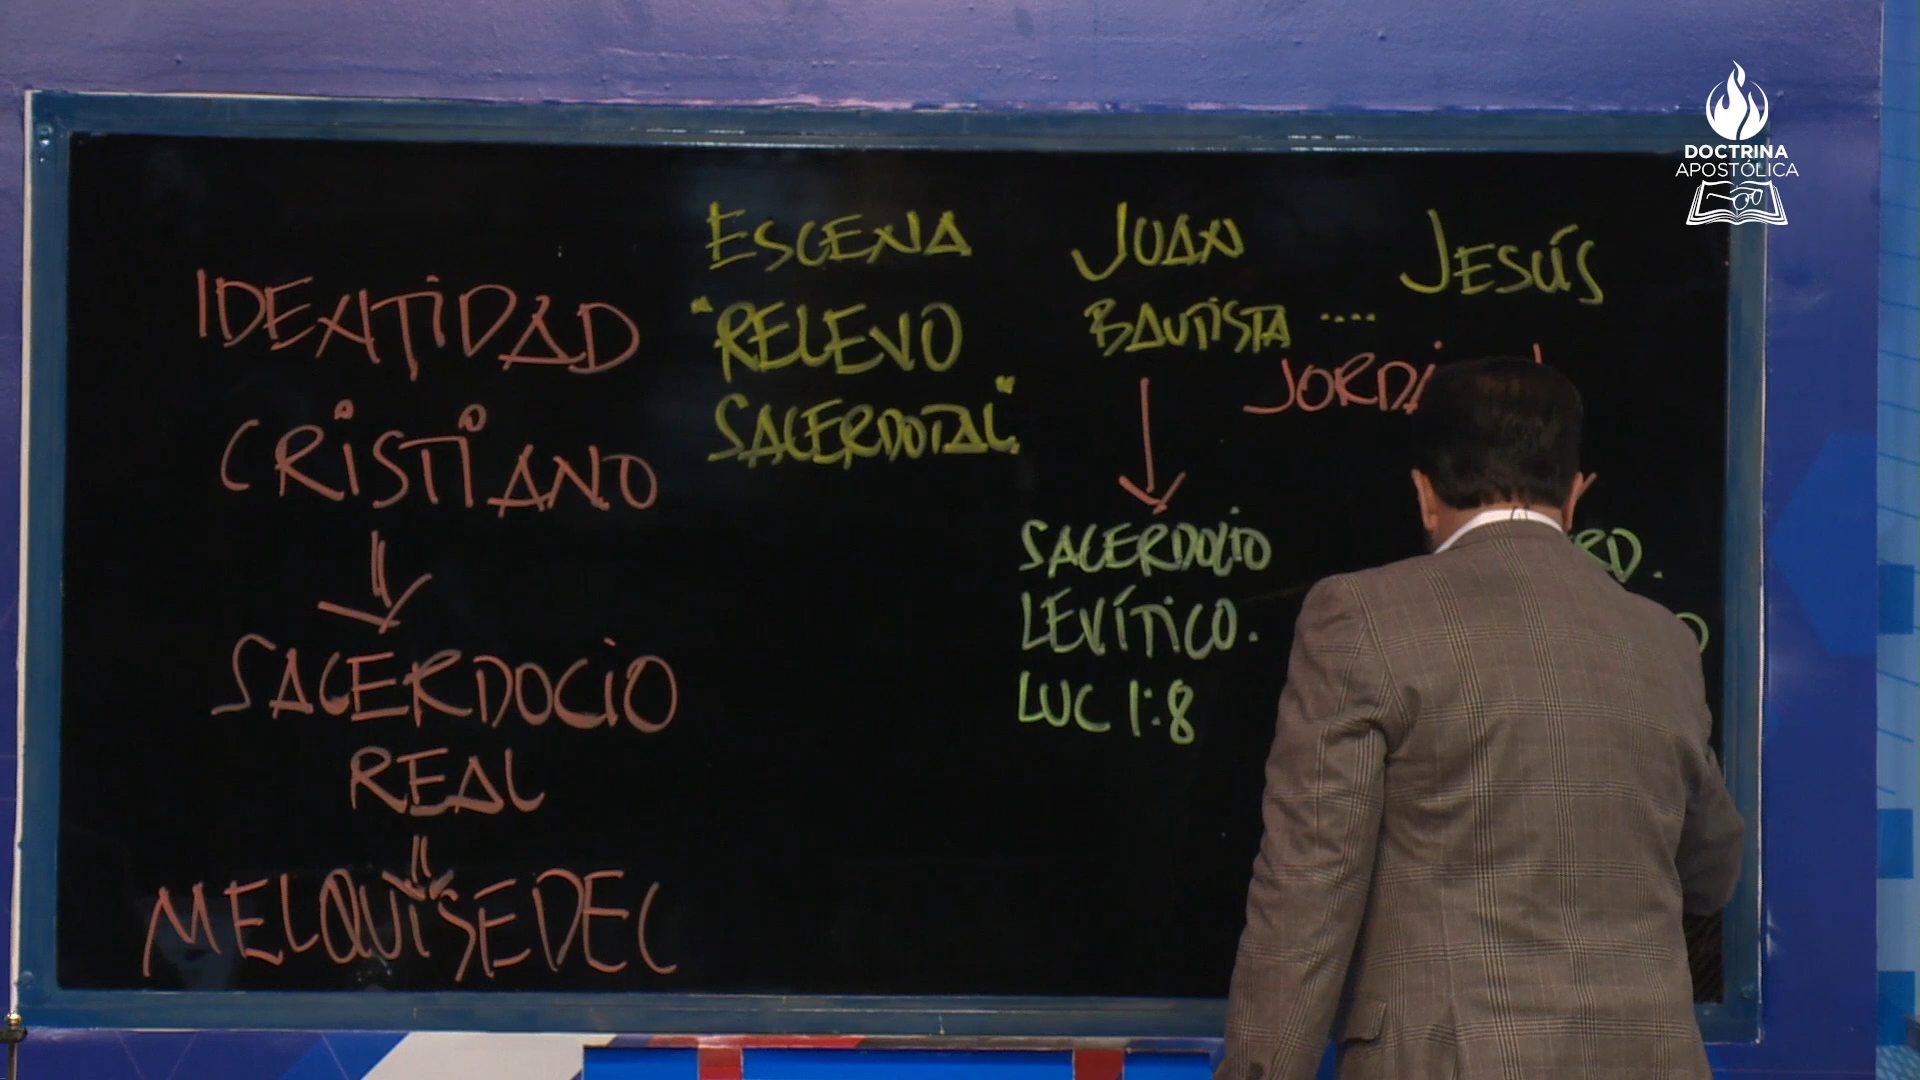 IDENTIDAD
CRISTIANO
SACERDOCIO
REAL
MELQUISEDEC
ESCENA
"RELEVO
SACERDOTAL"
JUAN
BAUTISTA ....
JESÚS
SACERDOCIO
LEVÍTICO.
LUC 1:8
DOCTRINA
APOSTÓLICA